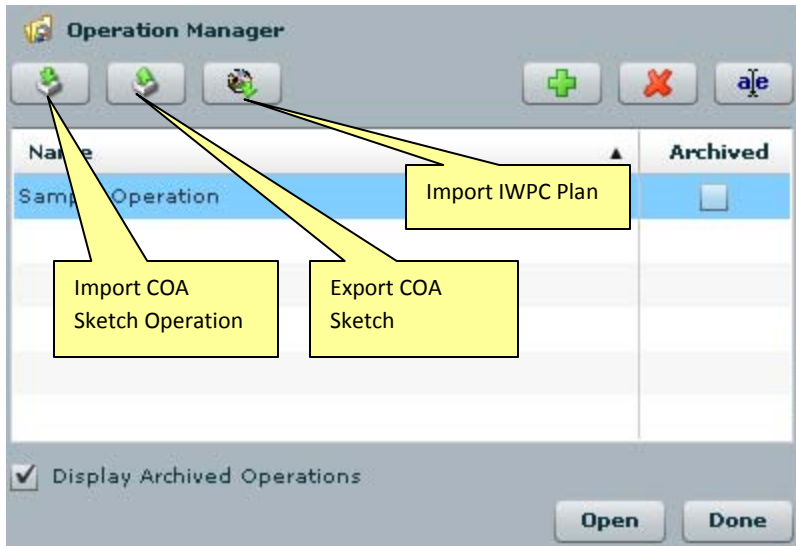 Operation Manager
a e
Name Archived
Sample Operation
Import IWPC Plan
Import COA
Sketch Operation
Export COA
Sketch
Display Archived Operations
Open Done